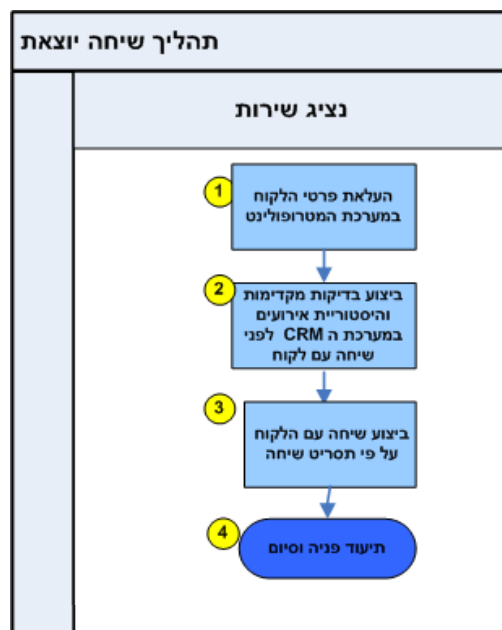 תהליך שיחה יוצאת
נציג שירות
1
העלאת פרטי הלקוח
במערכת המטרופולינט
2
ביצוע בדיקות מקדימות
והיסטוריית אירועים
במערכת ה CRM לפני
שיחה עם לקוח
3
ביצוע שיחה עם הלקוח
על פי תסריט שיחה
4
תיעוד פניה וסיום